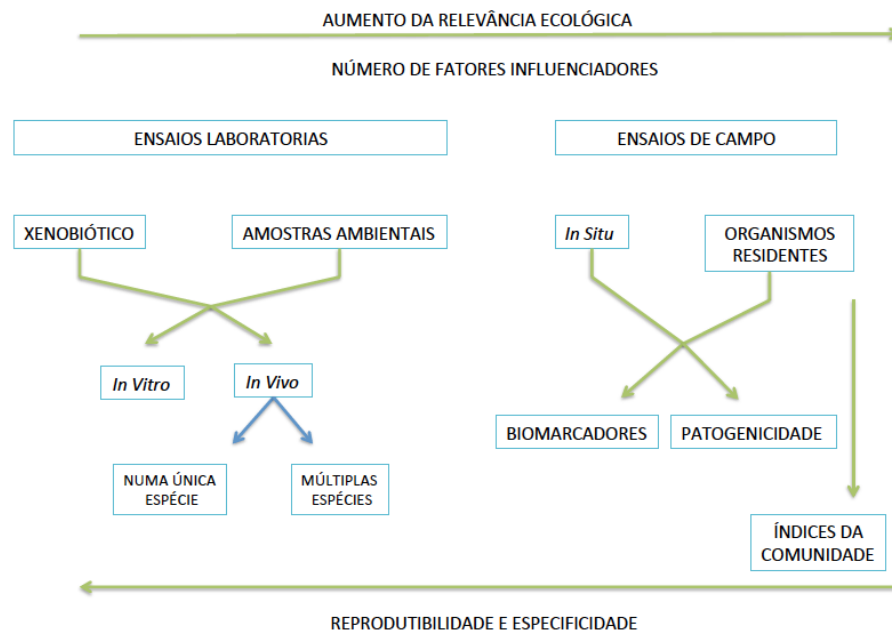 AUMENTO DA RELEVÂNCIA ECOLÓGICA
NÚMERO DE FATORES INFLUENCIADORES
ENSAIOS LABORATORIAS
ENSAIOS DE CAMPO
XENOBIÓTICO
AMOSTRAS AMBIENTAIS
In Situ
ORGANISMOS
RESIDENTES
In Vitro
In Vivo
BIOMARCADORES
PATOGENICIDADE
NUMA ÚNICA
ESPÉCIE
MÚLTIPLAS
ESPÉCIES
ÍNDICES DA
COMUNIDADE
REPRODUTIBILIDADE E ESPECIFICIDADE